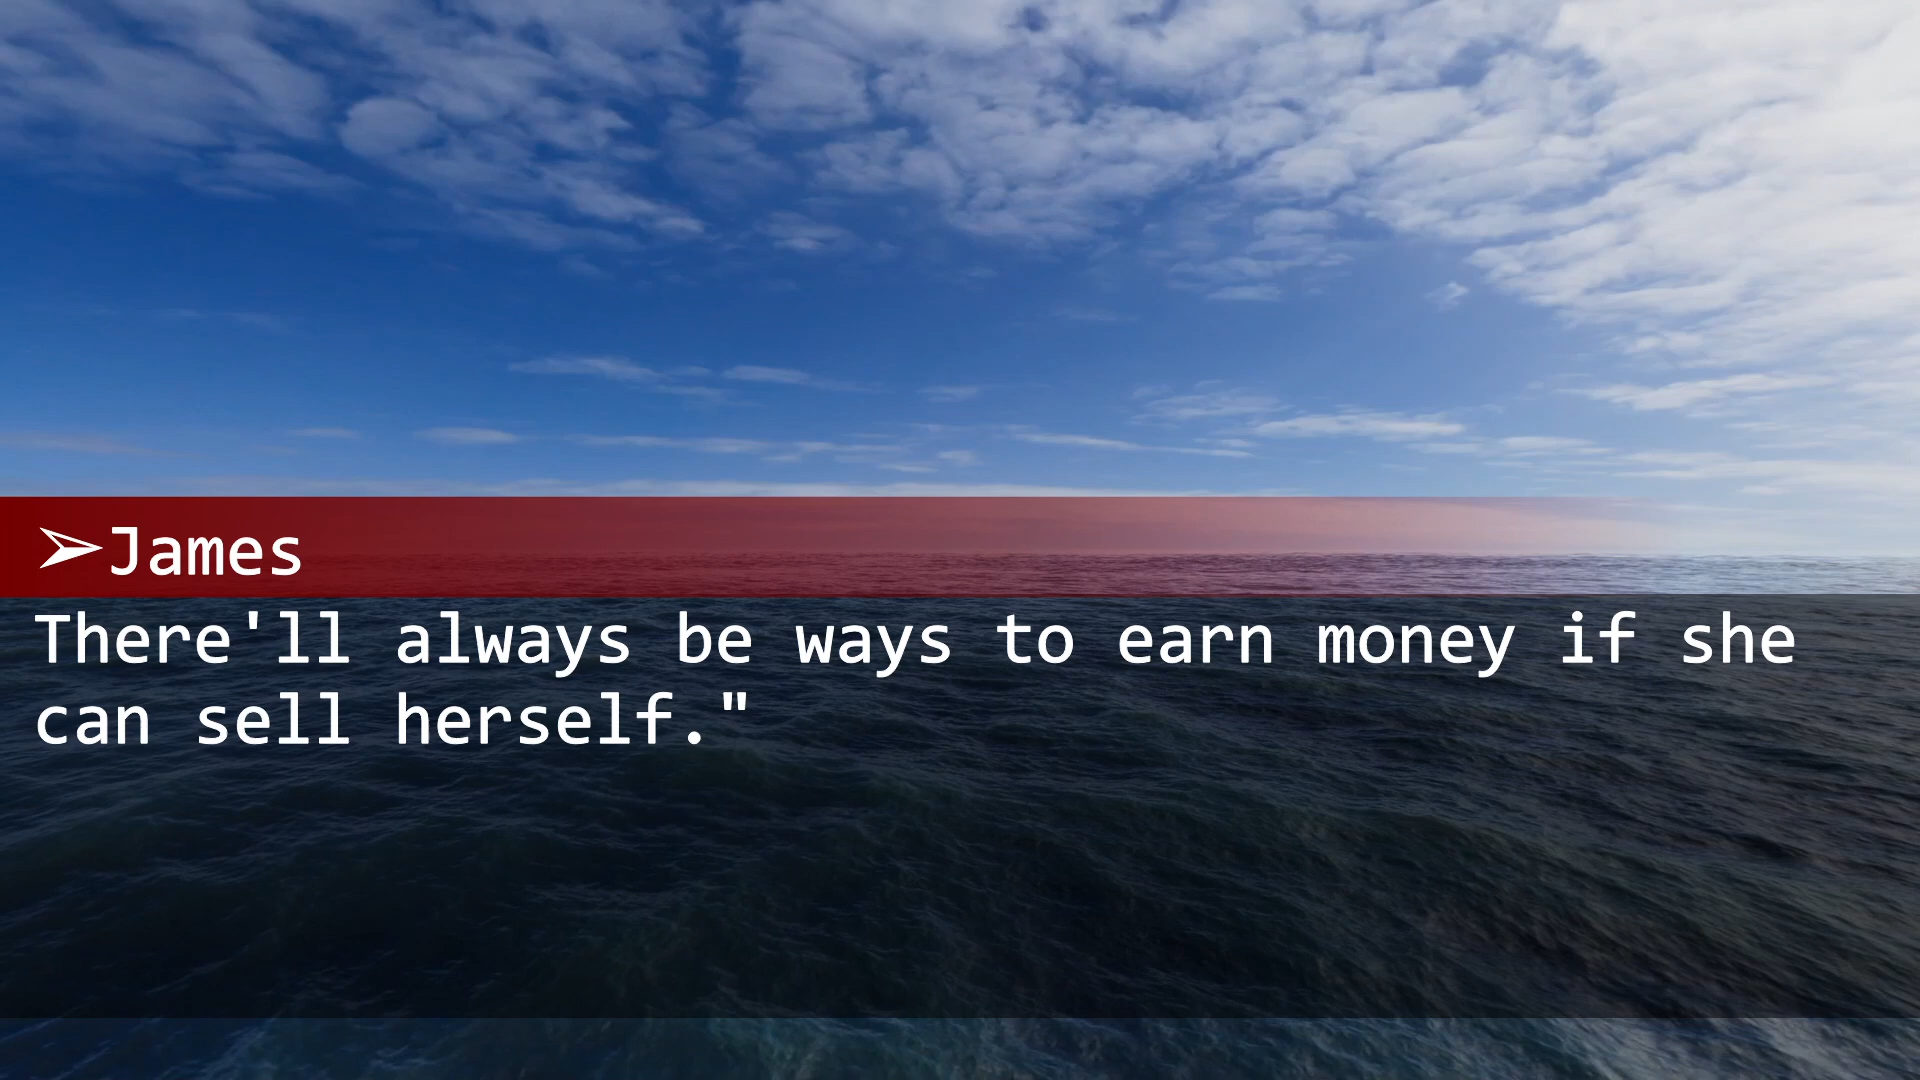 ➢James
There'll always be ways to earn money if she
can sell herself."